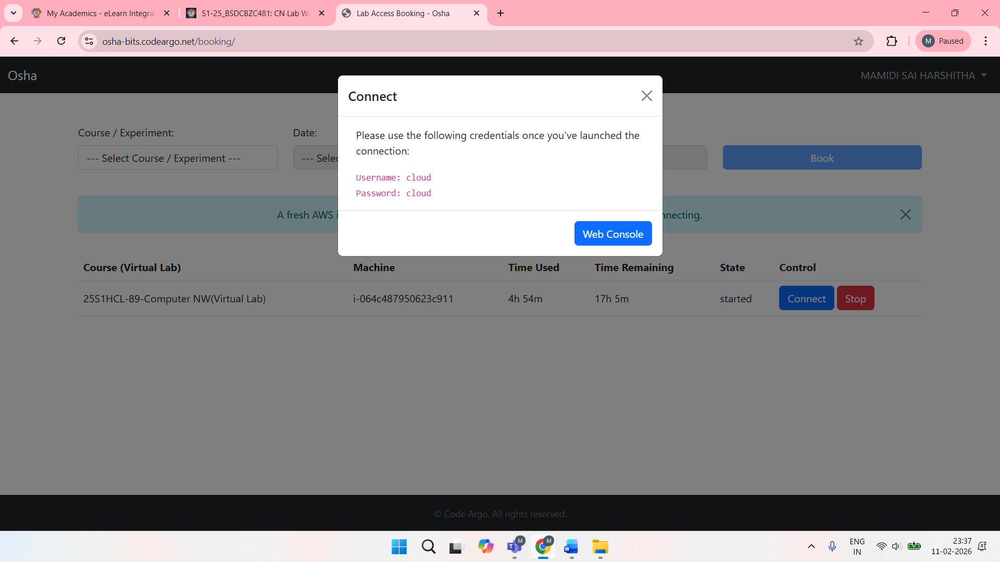 My Academics - eLearn Integrat
S1-25_BSDCBZC481: CN Lab Wo
Lab Access Booking - Osha
osha-bits.codeargo.net/booking/
M Paused
Osha
MAMIDI SAI HARSHITHA
Connect
Please use the following credentials once you've launched the
connection:
Username: cloud
Password: cloud
Web Console
Course / Experiment:
Date:
--- Select Course / Experiment ---
--- Selec
Book
A fresh AWS i
nnecting.
Course (Virtual Lab) Machine Time Used Time Remaining State Control
25S1HCL-89-Computer NW(Virtual Lab) i-064c487950623c911 4h 54m 17h 5m started Connect Stop
© Code Argo. All rights reserved.
M
M
ENG
IN
23:37
11-02-2026